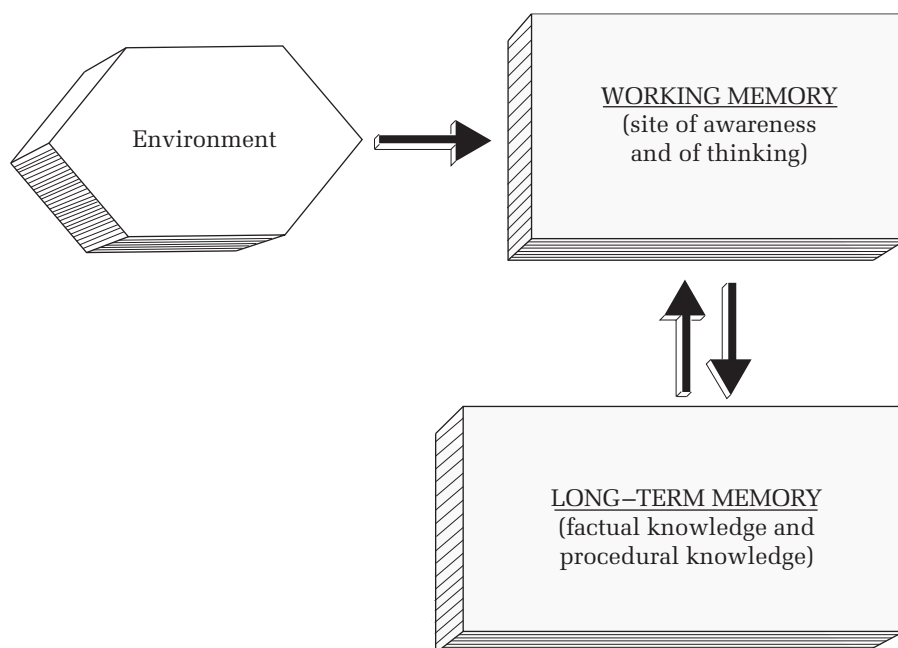 Environment
WORKING MEMORY
(site of awareness
and of thinking)
LONG–TERM MEMORY
(factual knowledge and
procedural knowledge)